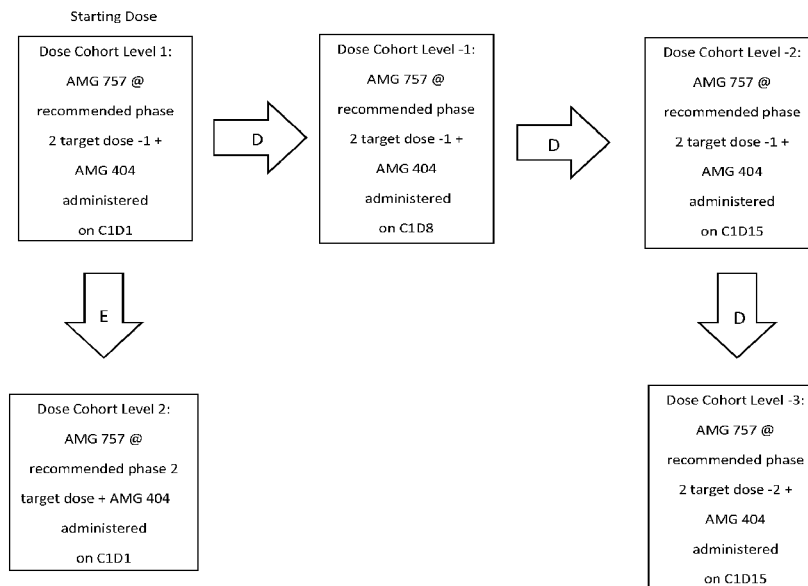 Starting Dose
Dose Cohort Level 1:
AMG 757 @
recommended phase
2 target dose -1 +
AMG 404
administered
on C1D1
D
Dose Cohort Level -1:
AMG 757 @
recommended phase
2 target dose -1 +
AMG 404
administered
on C1D8
D
Dose Cohort Level -2:
AMG 757 @
recommended phase
2 target dose -1 +
AMG 404
administered
on C1D15
E
D
Dose Cohort Level 2:
AMG 757 @
recommended phase 2
target dose + AMG 404
administered
on C1D1
Dose Cohort Level -3:
AMG 757 @
recommended phase
2 target dose -2 +
AMG 404
administered
on C1D15